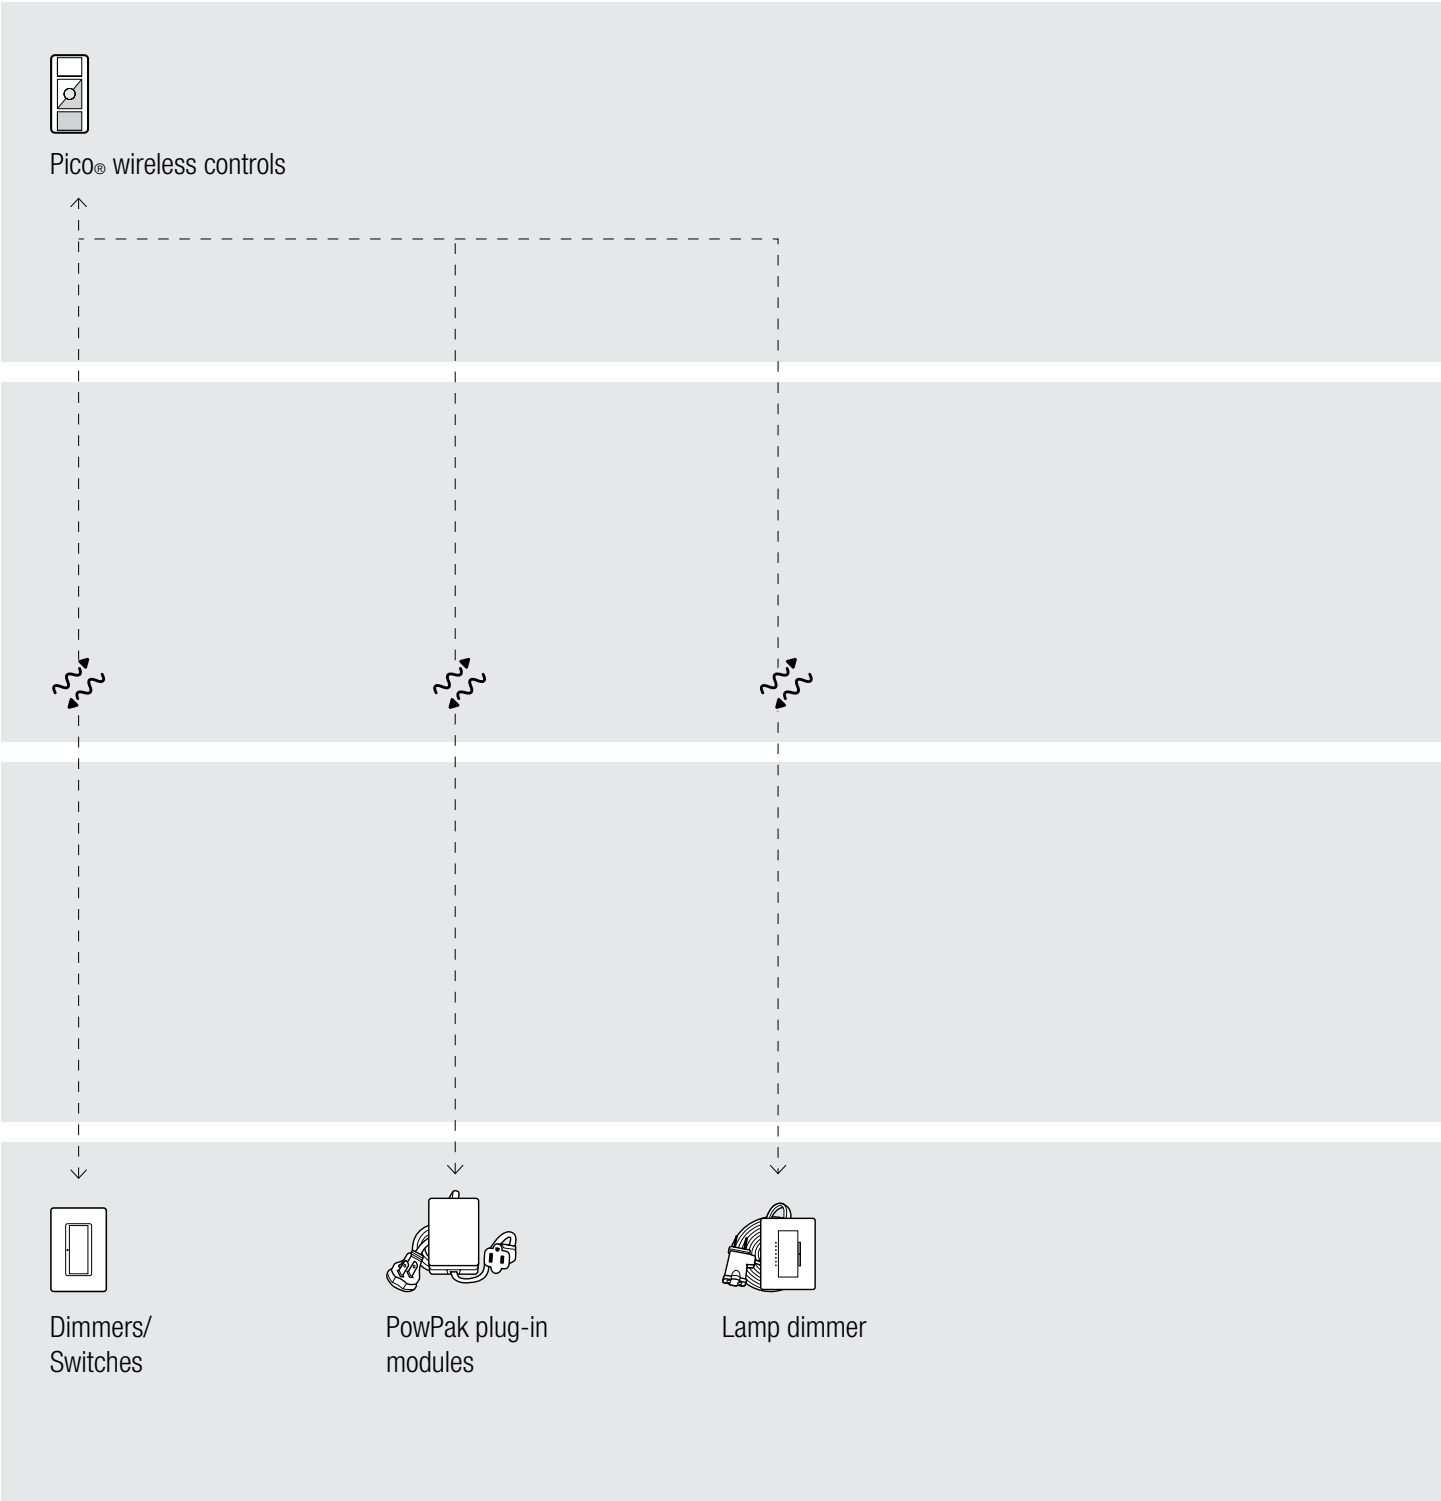 Pico® wireless controls
Dimmers/
Switches
PowPak plug-in
modules
Lamp dimmer